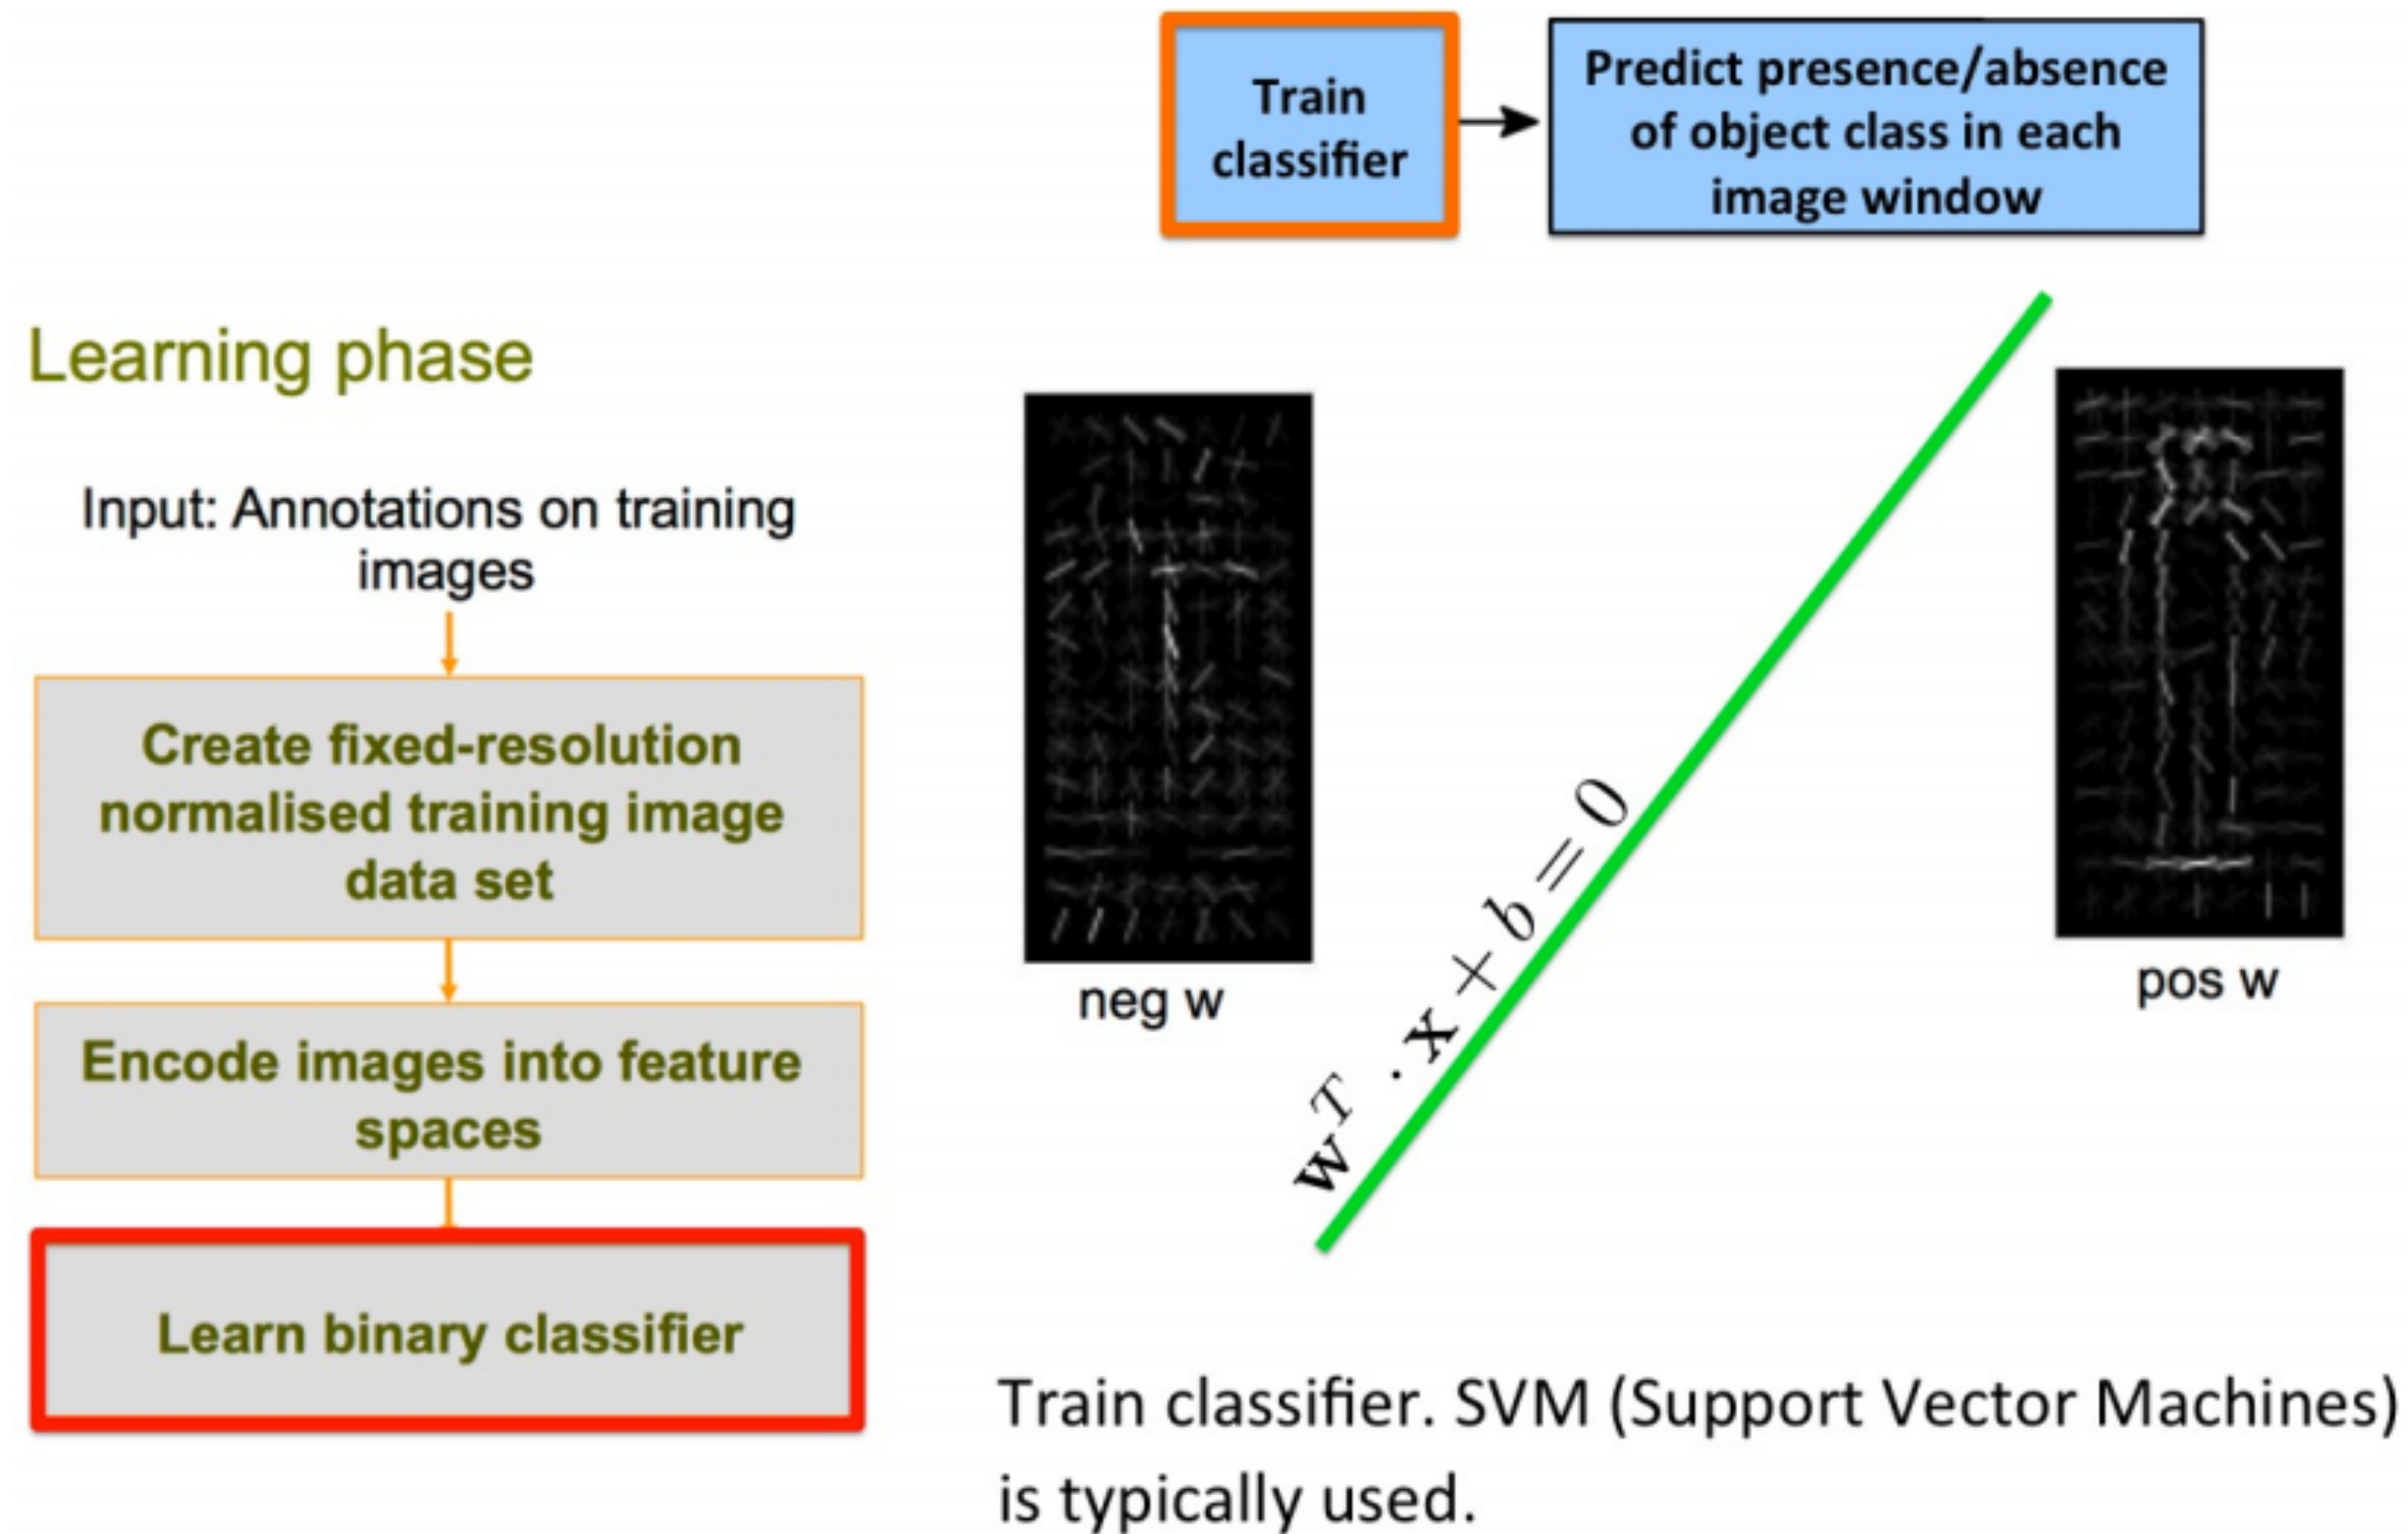 Train
classifier
Predict presence/absence
of object class in each
image window
Learning phase
Input: Annotations on training
images
Create fixed-resolution
normalised training image
data set
Encode images into feature
spaces
Learn binary classifier
neg w
w^T · x + b = 0
pos w
Train classifier. SVM (Support Vector Machines)
is typically used.